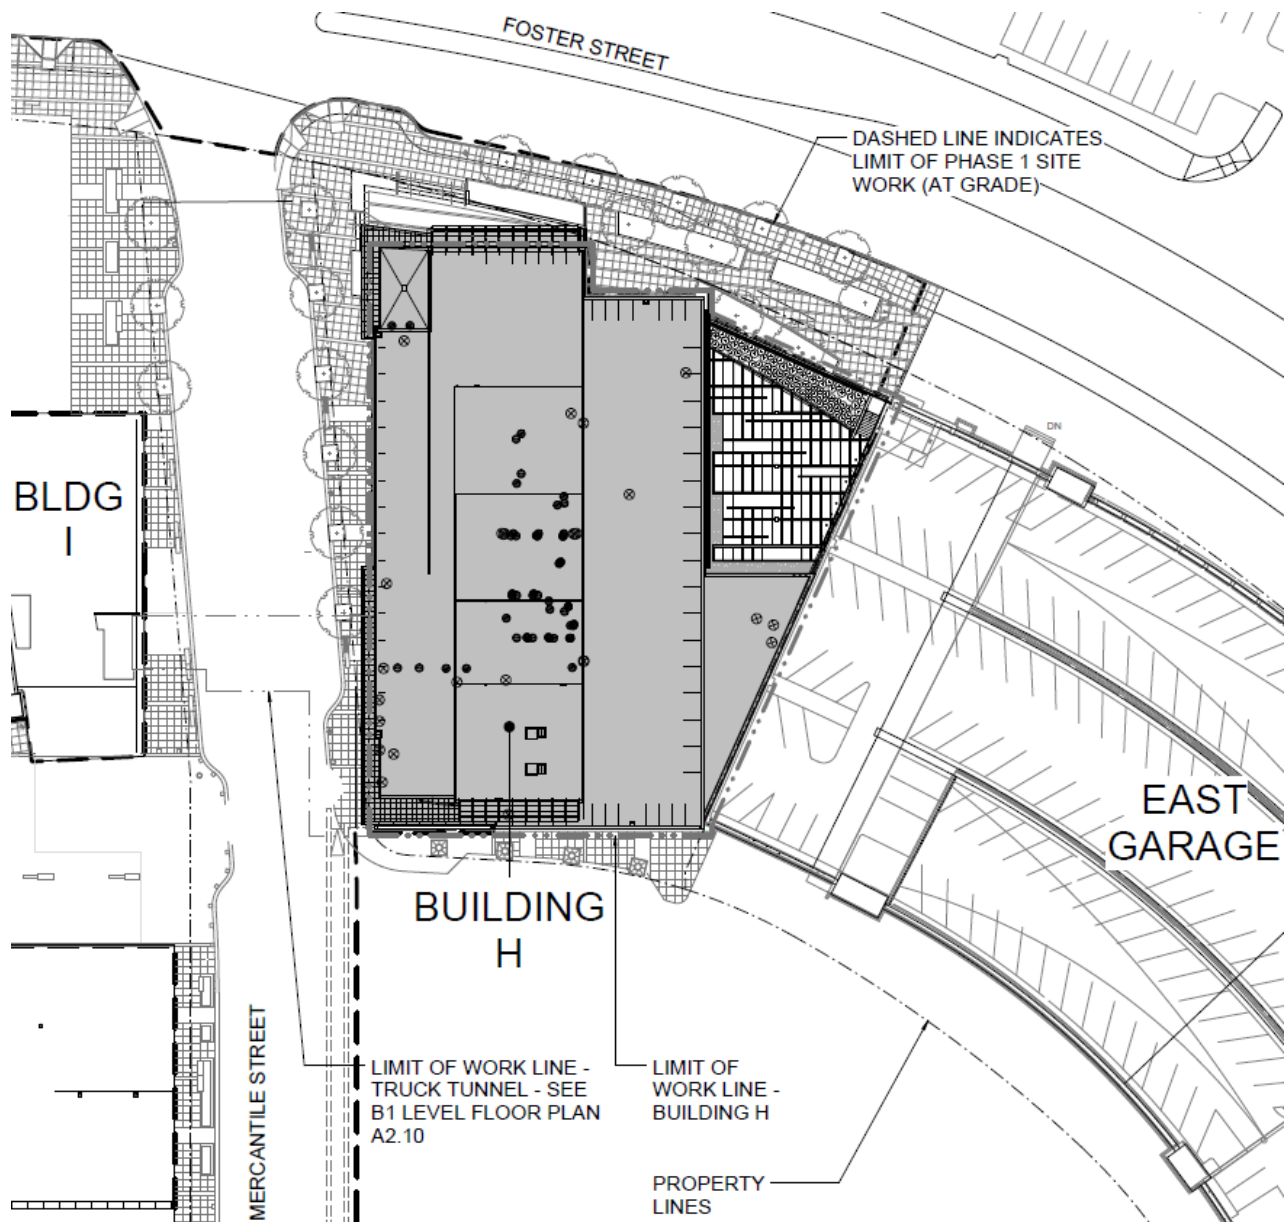 FOSTER STREET
DASHED LINE INDICATES
LIMIT OF PHASE 1 SITE
WORK (AT GRADE)
DN
BLDG
I
EAST
GARAGE
BUILDING
H
MERCANTILE STREET
LIMIT OF WORK LINE -
TRUCK TUNNEL - SEE
B1 LEVEL FLOOR PLAN
A2.10
LIMIT OF
WORK LINE -
BUILDING H
PROPERTY
LINES